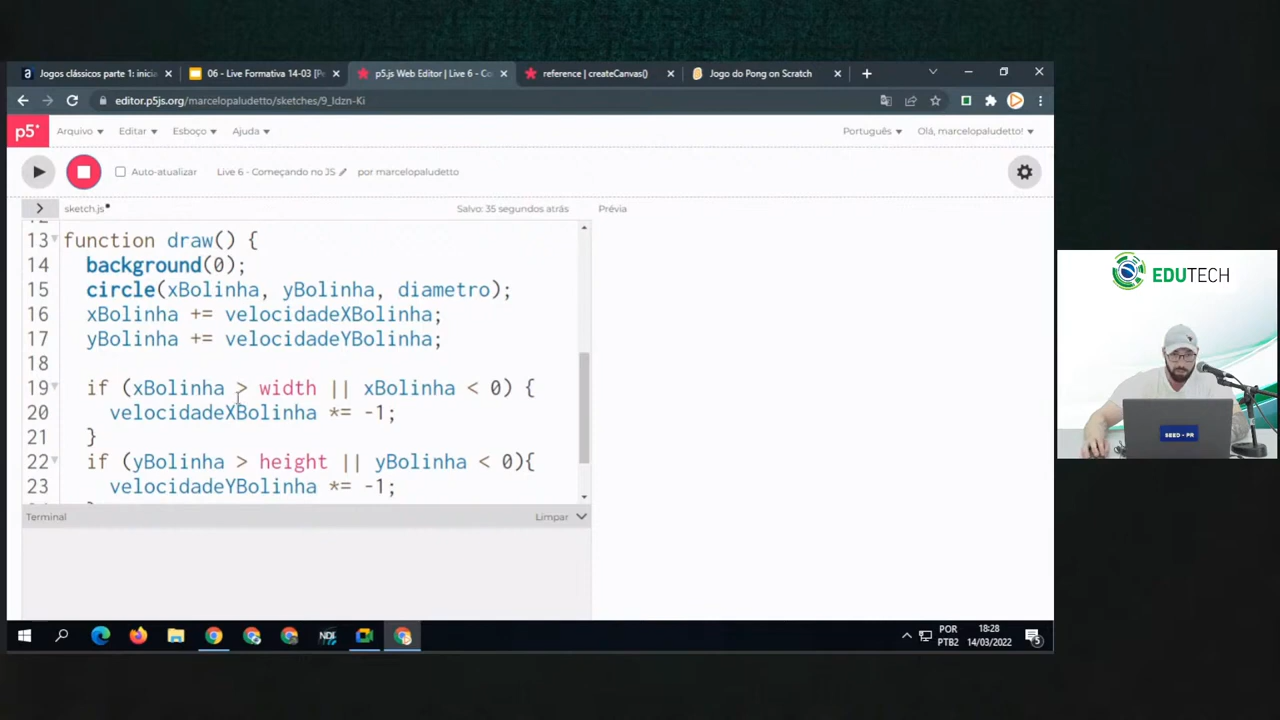 Jogos clássicos parte 1: inicia
06 - Live Formativa 14-03 [Pe
p5.js Web Editor | Live 6 - Co
reference | createCanvas()
Jogo do Pong on Scratch
editor.p5js.org/marcelopaludetto/sketches/9_Idzn-Ki
p5*
Arquivo
Editar
Esboço
Ajuda
Português
Olá, marcelopaludetto!
Auto-atualizar
Live 6 - Começando no JS
por marcelopaludetto
sketch.js
Salvo: 35 segundos atrás
Prévia
12
13 function draw() {
14 background(0);
15 circle(xBolinha, yBolinha, diametro);
16 xBolinha += velocidadeXBolinha;
17 yBolinha += velocidadeYBolinha;
18
19 if (xBolinha > width || xBolinha < 0) {
20 velocidadeXBolinha *= -1;
21 }
22 if (yBolinha > height || yBolinha < 0){
23 velocidadeYBolinha *= -1;
Terminal
Limpar
EDUTECH
SEED - PR
NDI
POR
PTB2
18:28
14/03/2022
5